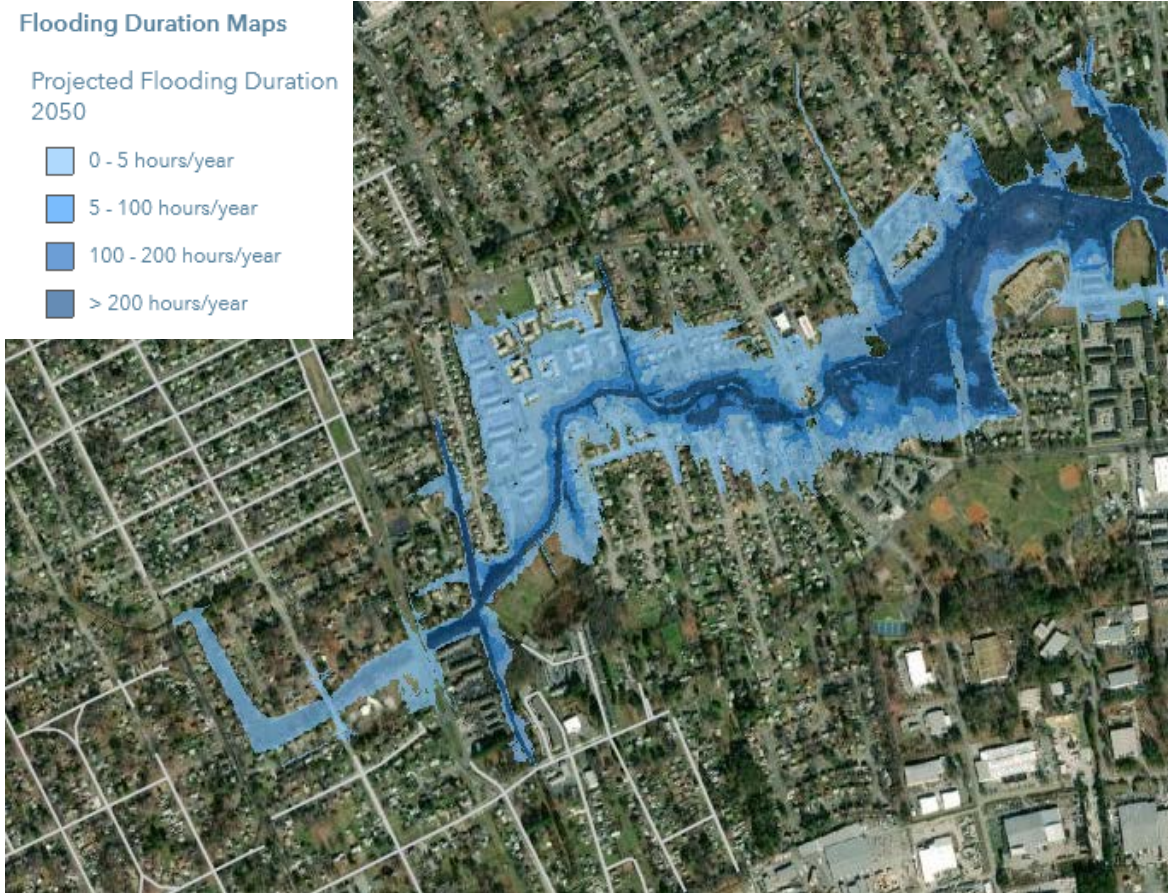 Flooding Duration Maps
Projected Flooding Duration
2050
0 - 5 hours/year
5 - 100 hours/year
100 - 200 hours/year
> 200 hours/year